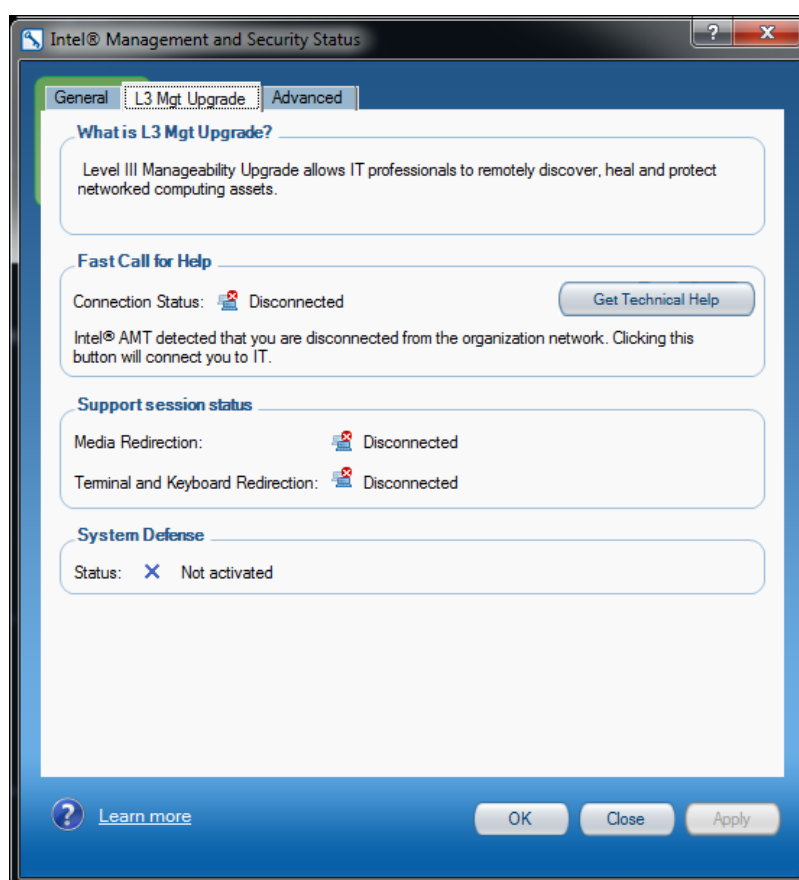 Intel® Management and Security Status
General L3 Mgt Upgrade Advanced
What is L3 Mgt Upgrade?
Level III Manageability Upgrade allows IT professionals to remotely discover, heal and protect
networked computing assets.
Fast Call for Help
Connection Status: Disconnected Get Technical Help
Intel® AMT detected that you are disconnected from the organization network. Clicking this
button will connect you to IT.
Support session status
Media Redirection: Disconnected
Terminal and Keyboard Redirection: Disconnected
System Defense
Status: Not activated
Learn more OK Close Apply